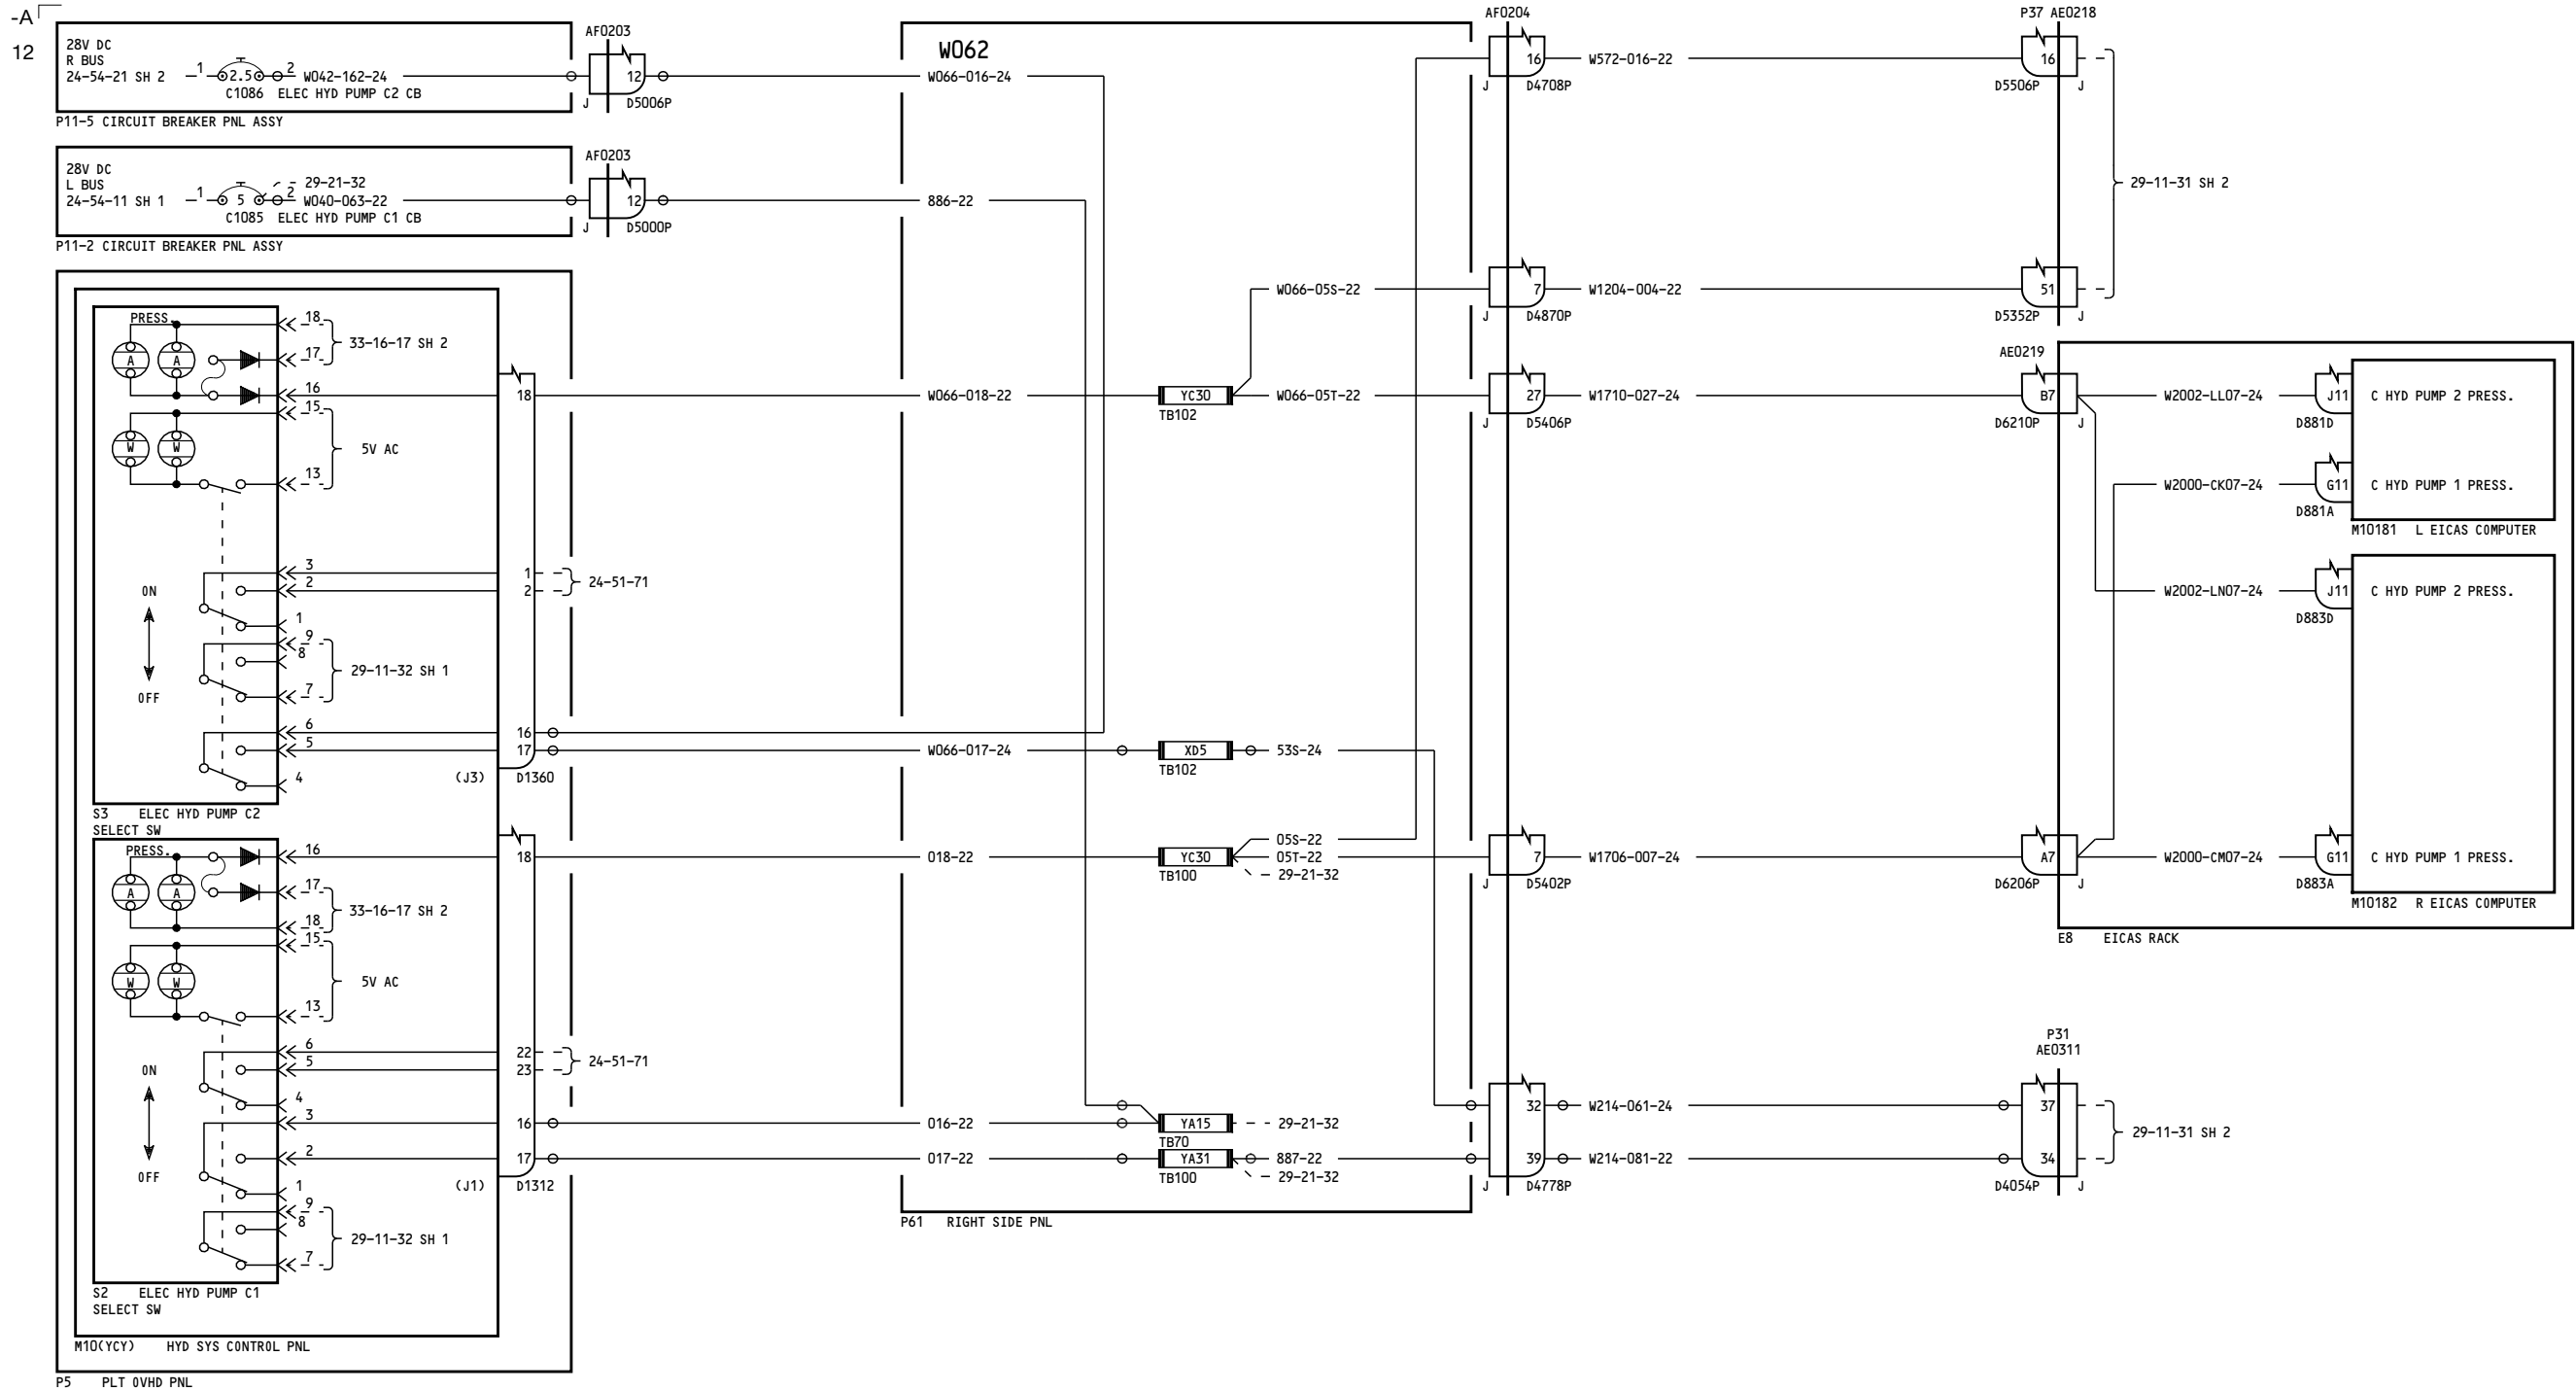 -A
12
28V DC
R BUS
24-54-21 SH 2
1
2.5
2
W042-162-24
C1086 ELEC HYD PUMP C2 CB
P11-5 CIRCUIT BREAKER PNL ASSY
AF0203
12
J
D5006P
28V DC
L BUS
24-54-11 SH 1
1
5
2
29-21-32
W040-063-22
C1085 ELEC HYD PUMP C1 CB
P11-2 CIRCUIT BREAKER PNL ASSY
AF0203
12
J
D5000P
W062
W066-016-24
886-22
AF0204
16
J
D4708P
W572-016-22
P37 AE0218
16
D5506P
J
29-11-31 SH 2
W066-05S-22
7
J
D4870P
W1204-004-22
51
D5352P
J
PRESS.
A
A
W
W
18
17
33-16-17 SH 2
16
15
13
5V AC
3
2
1
9
8
7
29-11-32 SH 1
6
5
4
ON
OFF
S3 ELEC HYD PUMP C2
SELECT SW
18
1
2
24-51-71
16
17
(J3)
D1360
W066-018-22
YC30
TB102
W066-05T-22
27
J
D5406P
W1710-027-24
AE0219
B7
D6210P
J
W2002-LL07-24
J11
D881D
C HYD PUMP 2 PRESS.
W2000-CK07-24
G11
D881A
C HYD PUMP 1 PRESS.
M10181 L EICAS COMPUTER
W2002-LN07-24
J11
D883D
C HYD PUMP 2 PRESS.
W066-017-24
XD5
TB102
53S-24
PRESS.
A
A
W
W
16
17
18
33-16-17 SH 2
15
13
5V AC
6
5
4
3
2
1
9
8
7
29-11-32 SH 1
ON
OFF
S2 ELEC HYD PUMP C1
SELECT SW
18
22
23
24-51-71
16
17
(J1)
D1312
018-22
YC30
TB100
05S-22
05T-22
29-21-32
7
J
D5402P
W1706-007-24
A7
D6206P
J
W2000-CM07-24
G11
D883A
C HYD PUMP 1 PRESS.
M10182 R EICAS COMPUTER
E8 EICAS RACK
016-22
YA15
TB70
29-21-32
017-22
YA31
TB100
887-22
29-21-32
32
39
J
D4778P
W214-061-24
W214-081-22
P31
AE0311
37
34
D4054P
J
29-11-31 SH 2
P61 RIGHT SIDE PNL
M10(YCY) HYD SYS CONTROL PNL
P5 PLT OVHD PNL